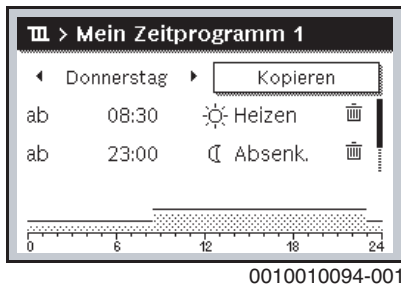 > Mein Zeitprogramm 1
Donnerstag Kopieren
ab 08:30 Heizen
ab 23:00 Absenk.
0 6 12 18 24
0010010094-001